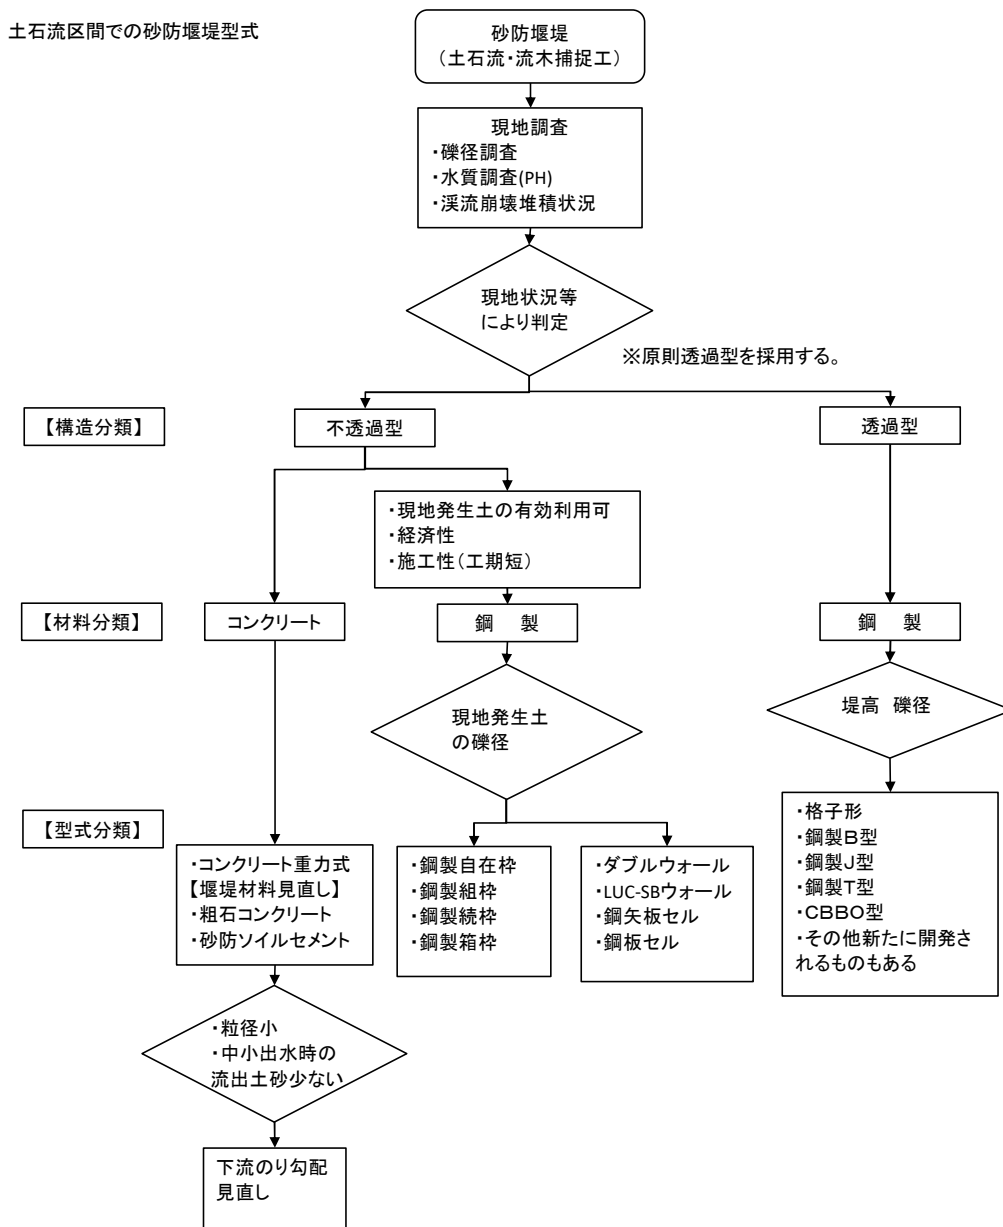 土石流区間での砂防堰堤型式
砂防堰堤
（土石流・流木捕捉工）
現地調査
・礫径調査
・水質調査(PH)
・渓流崩壊堆積状況
現地状況等
により判定
※原則透過型を採用する。
【構造分類】
不透過型
透過型
・現地発生土の有効利用可
・経済性
・施工性（工期短）
【材料分類】
コンクリート
鋼　製
鋼　製
現地発生土
の礫径
堤高 礫径
【型式分類】
・コンクリート重力式
【堰堤材料見直し】
・粗石コンクリート
・砂防ソイルセメント
・鋼製自在枠
・鋼製組枠
・鋼製続枠
・鋼製箱枠
・ダブルウォール
・LUC-SBウォール
・鋼矢板セル
・鋼板セル
・格子形
・鋼製Ｂ型
・鋼製Ｊ型
・鋼製Ｔ型
・ＣＢＢＯ型
・その他新たに開発さ
れるものもある
・粒径小
・中小出水時の
流出土砂少ない
下流のり勾配
見直し